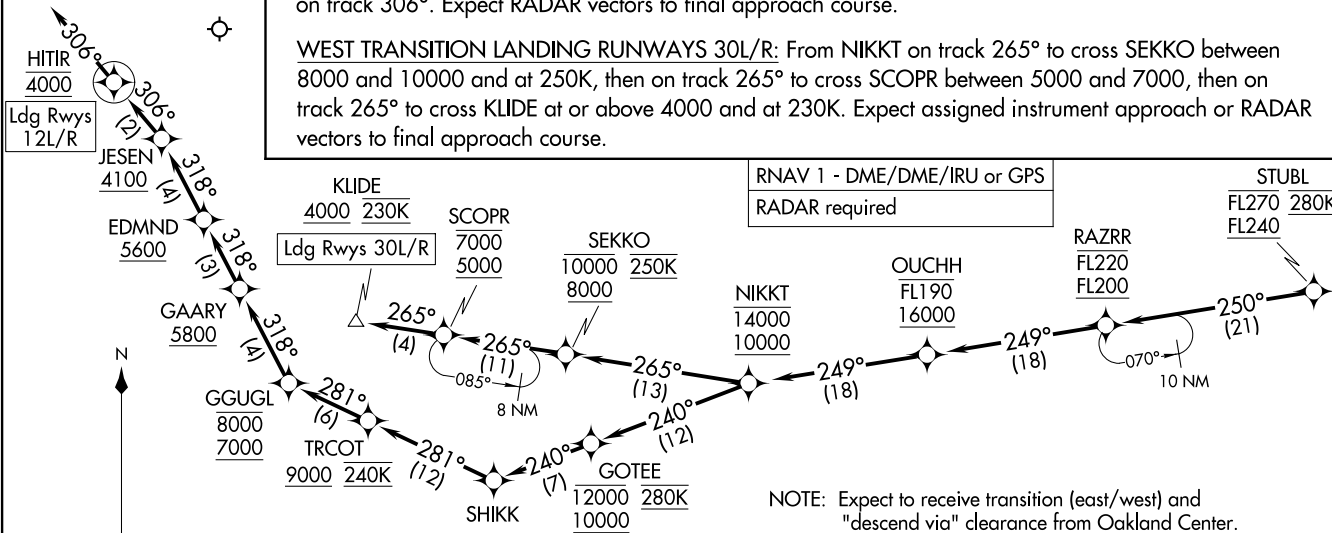 on track 306°. Expect RADAR vectors to final approach course.
WEST TRANSITION LANDING RUNWAYS 30L/R: From NIKKT on track 265° to cross SEKKO between
8000 and 10000 and at 250K, then on track 265° to cross SCOPR between 5000 and 7000, then on
track 265° to cross KLIDE at or above 4000 and at 230K. Expect assigned instrument approach or RADAR
vectors to final approach course.
RNAV 1 - DME/DME/IRU or GPS
RADAR required
306°
HITIR
4000
Ldg Rwys
12L/R
306°
(2)
JESEN
4100
318°
(4)
EDMND
5600
318°
(3)
GAARY
5800
318°
(4)
GGUGL
8000
7000
281°
(6)
TRCOT
9000 240K
281°
(12)
SHIKK
240°
(7)
GOTEE
12000 280K
10000
240°
(12)
KLIDE
4000 230K
Ldg Rwys 30L/R
265°
(4)
SCOPR
7000
5000
265°
(11)
085°
8 NM
SEKKO
10000 250K
8000
265°
(13)
NIKKT
14000
10000
249°
(18)
OUCHH
FL190
16000
249°
(18)
RAZRR
FL220
FL200
070°
10 NM
250°
(21)
STUBL
FL270 280K
FL240
N
NOTE: Expect to receive transition (east/west) and
"descend via" clearance from Oakland Center.